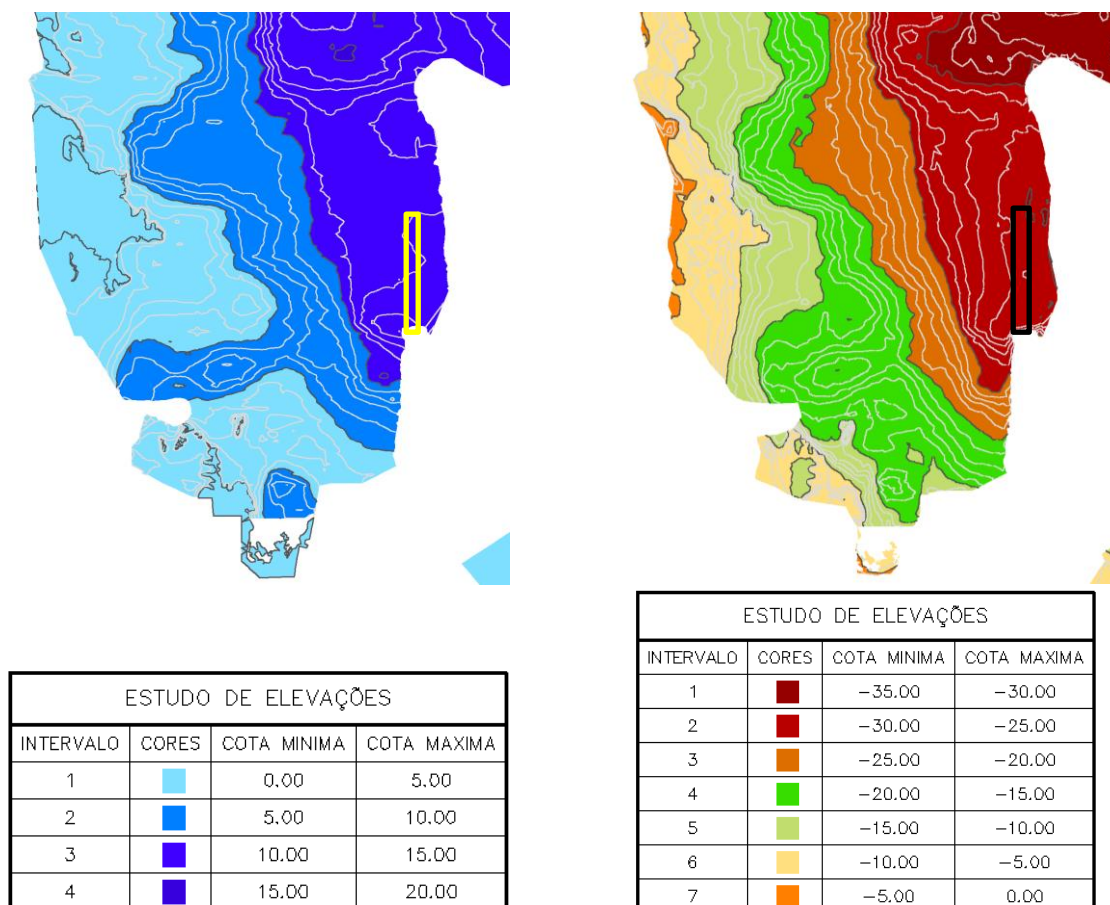 ESTUDO DE ELEVAÇÕES
INTERVALO CORES COTA MINIMA COTA MAXIMA
1 0.00 5.00
2 5.00 10.00
3 10.00 15.00
4 15.00 20.00
ESTUDO DE ELEVAÇÕES
INTERVALO CORES COTA MINIMA COTA MAXIMA
1 -35.00 -30.00
2 -30.00 -25.00
3 -25.00 -20.00
4 -20.00 -15.00
5 -15.00 -10.00
6 -10.00 -5.00
7 -5.00 0.00